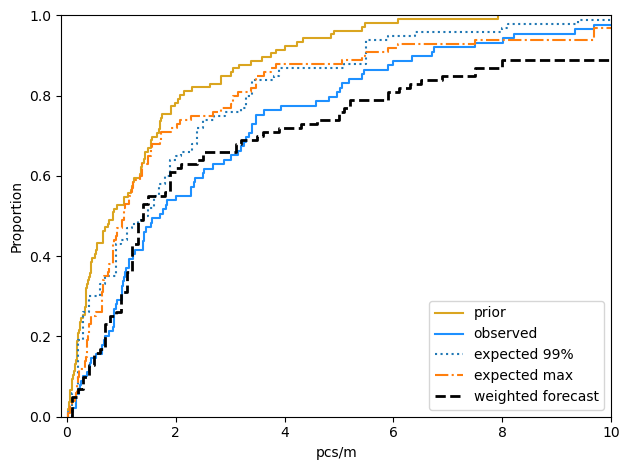 1.0
0.8
0.6
0.4
0.2
0.0
Proportion
0
2
4
6
8
10
pcs/m
prior
observed
expected 99%
expected max
weighted forecast